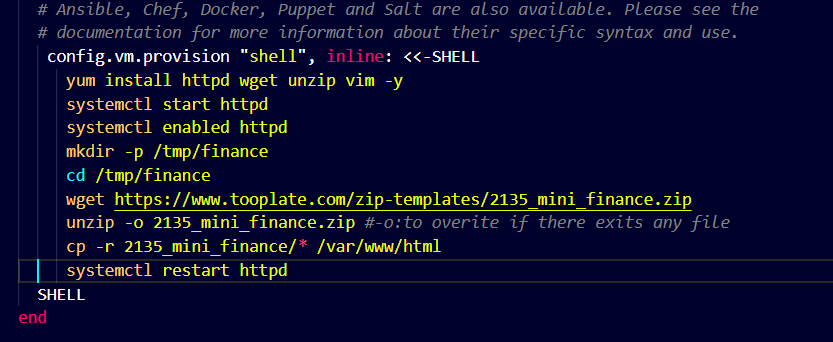 # Ansible, Chef, Docker, Puppet and Salt are also available. Please see the
# documentation for more information about their specific syntax and use.
config.vm.provision "shell", inline: <<-SHELL
yum install httpd wget unzip vim -y
systemctl start httpd
systemctl enabled httpd
mkdir -p /tmp/finance
cd /tmp/finance
wget https://www.tooplate.com/zip-templates/2135_mini_finance.zip
unzip -o 2135_mini_finance.zip #-o:to overite if there exits any file
cp -r 2135_mini_finance/* /var/www/html
systemctl restart httpd
SHELL
end